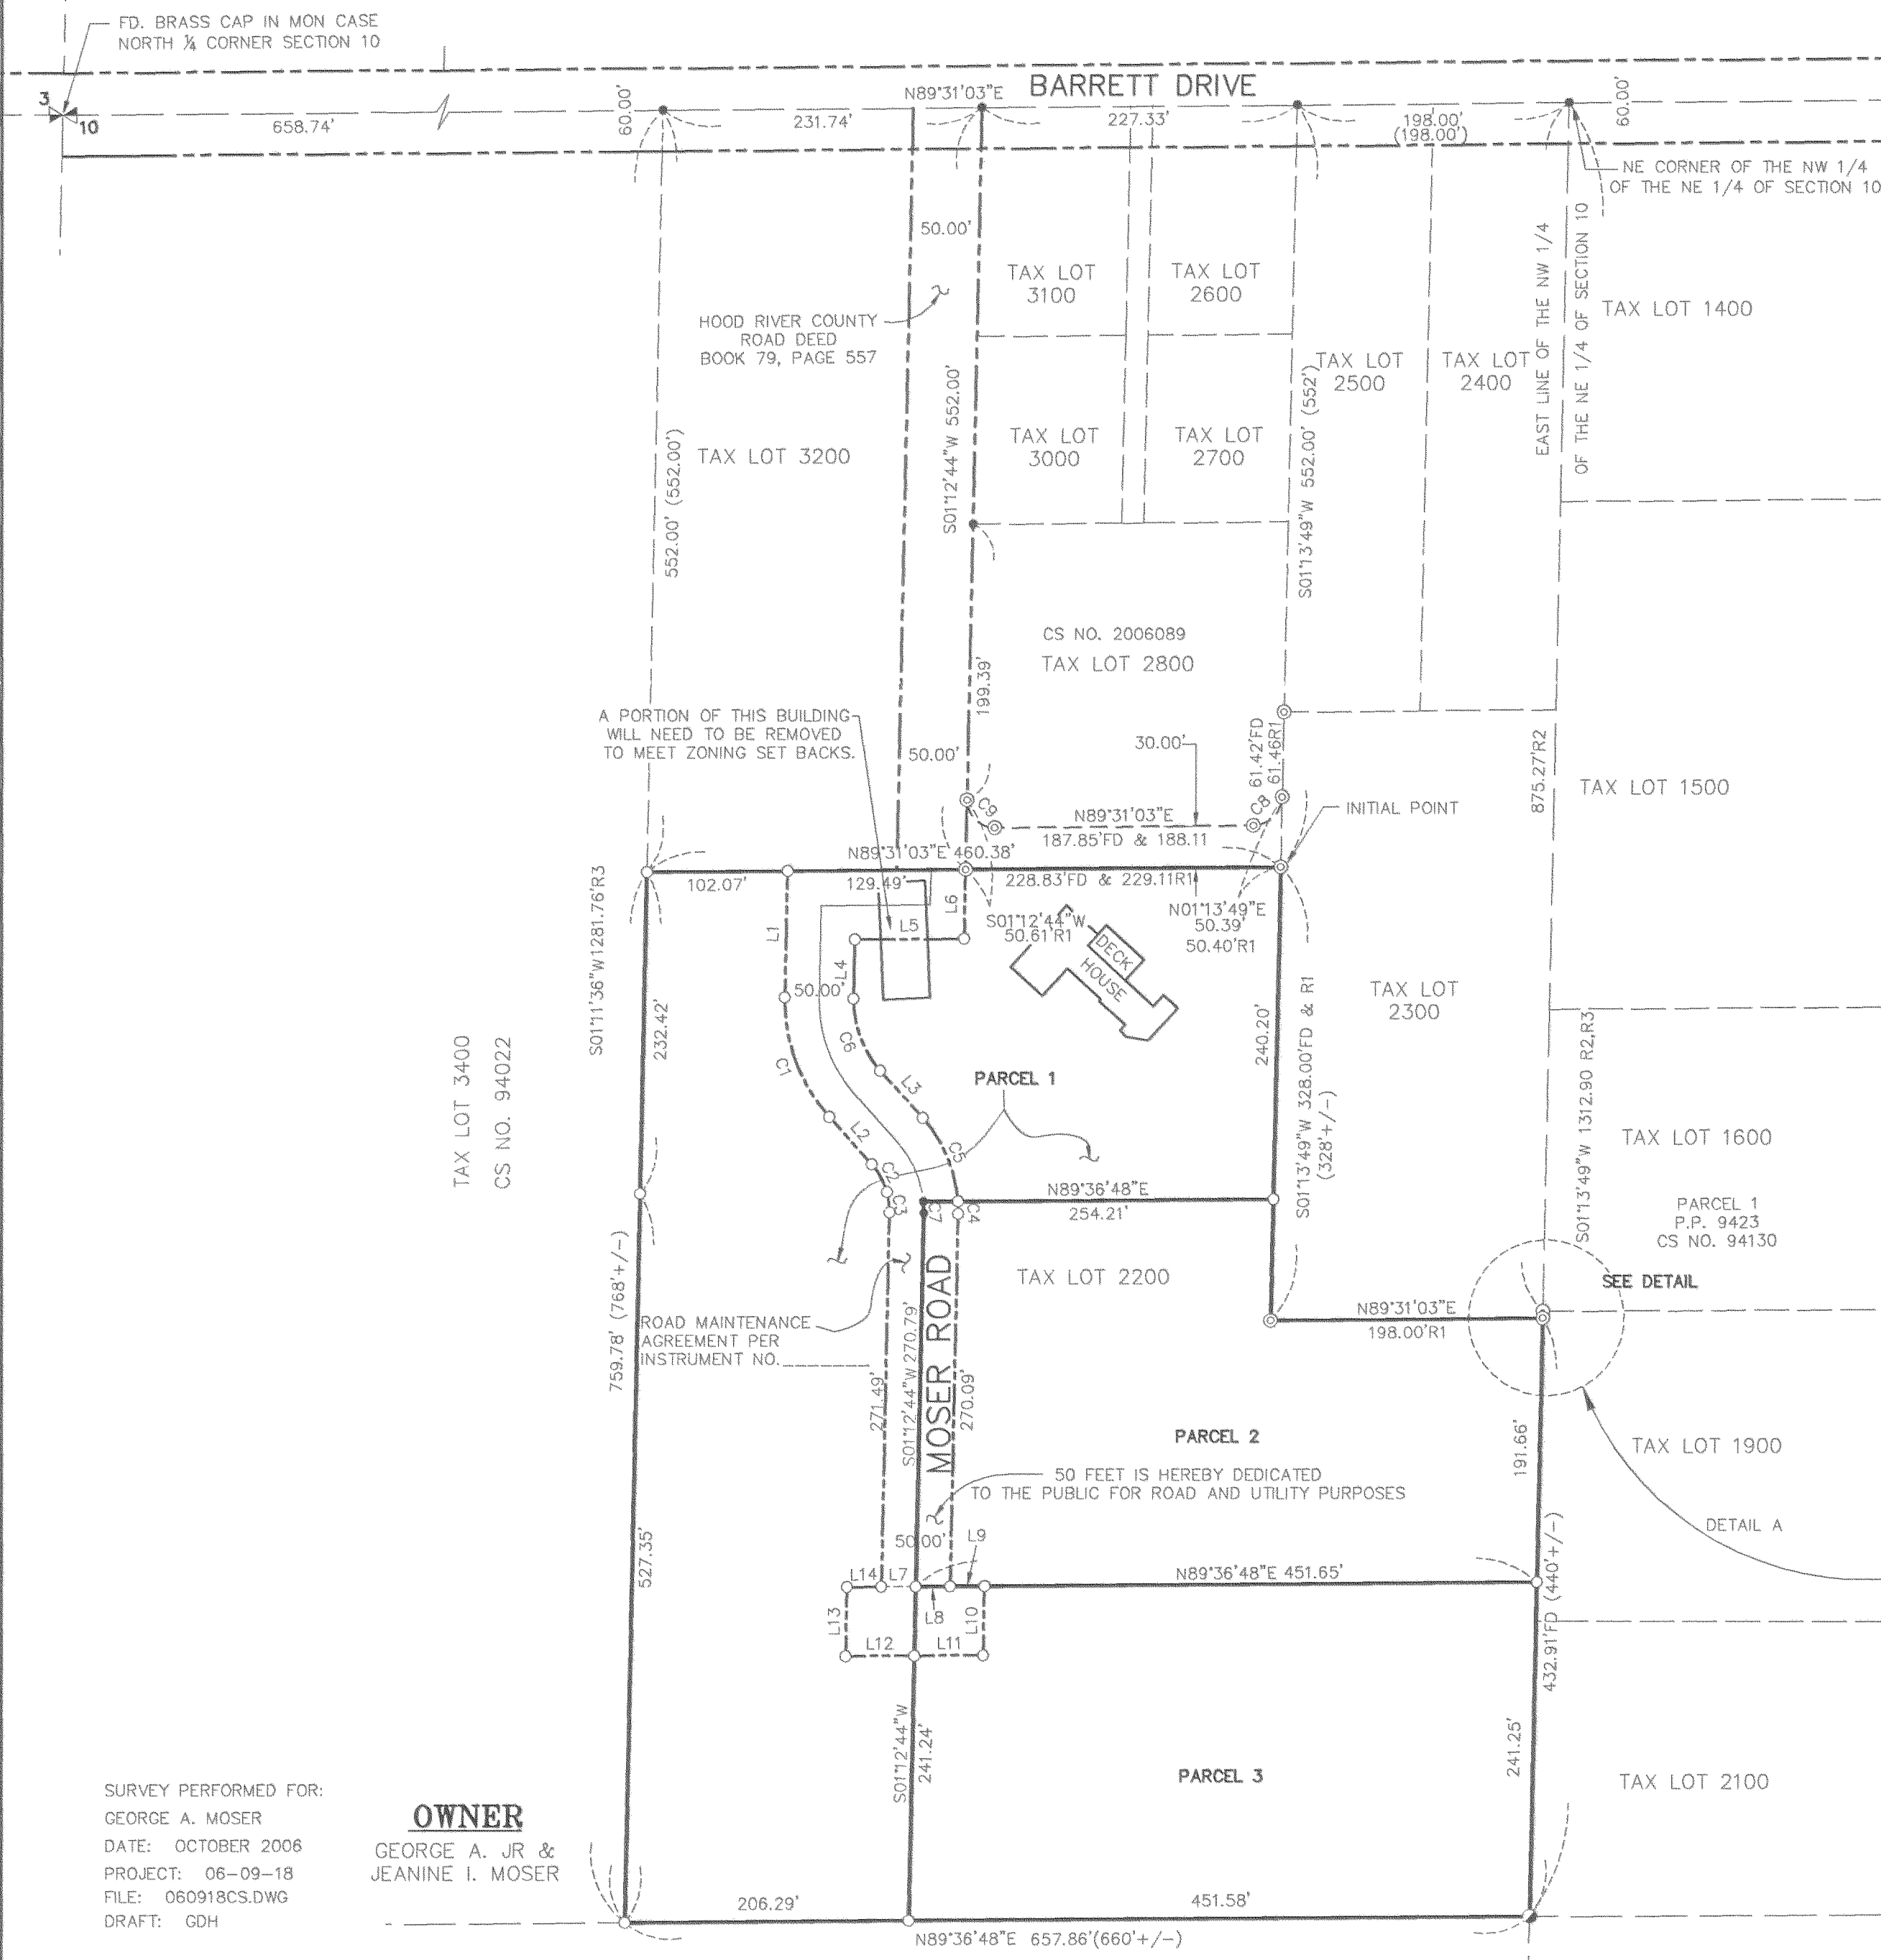 FD. BRASS CAP IN MON CASE
NORTH ¼ CORNER SECTION 10
BARRETT DRIVE
N89°31'03"E
3
10
658.74'
60.00'
231.74'
227.33'
198.00'
(198.00')
60.00'
NE CORNER OF THE NW 1/4
OF THE NE 1/4 OF SECTION 10
50.00'
EAST LINE OF THE NW 1/4
OF THE NE 1/4 OF SECTION 10
TAX LOT
3100
TAX LOT
2600
TAX LOT 1400
HOOD RIVER COUNTY
ROAD DEED
BOOK 79, PAGE 557
TAX LOT
2500
TAX LOT
2400
S01°12'44"W 552.00'
S01°13'49"W 552.00' (552')
552.00' (552.00')
TAX LOT 3200
TAX LOT
3000
TAX LOT
2700
CS NO. 2006089
TAX LOT 2800
199.39'
A PORTION OF THIS BUILDING
WILL NEED TO BE REMOVED
TO MEET ZONING SET BACKS.
50.00'
30.00'
61.42'FD
61.46R1
875.27'R2
TAX LOT 1500
C9
C8
INITIAL POINT
N89°31'03"E
187.85'FD & 188.11
N89°31'03"E 460.38'
102.07'
129.49'
228.83'FD & 229.11R1
S01°11'36"W1281.76'R3
L1
L6
L5
S01°12'44"W
50.61'R1
N01°13'49"E
50.39'
50.40'R1
DECK
HOUSE
L4
50.00'
TAX LOT
2300
232.42'
240.20'
S01°13'49"W 328.00'FD & R1
(328'+/-)
S01°13'49"W 1312.90 R2,R3
TAX LOT 3400
CS NO. 94022
C1
C6
L3
PARCEL 1
L2
C5
C2
TAX LOT 1600
N89°36'48"E
254.21'
C3
C7
C4
PARCEL 1
P.P. 9423
CS NO. 94130
MOSER ROAD
TAX LOT 2200
SEE DETAIL
N89°31'03"E
198.00'R1
ROAD MAINTENANCE
AGREEMENT PER
INSTRUMENT NO.
759.78' (768'+/-)
271.49'
S01°12'44"W 270.79'
270.09'
PARCEL 2
191.66'
TAX LOT 1900
50 FEET IS HEREBY DEDICATED
TO THE PUBLIC FOR ROAD AND UTILITY PURPOSES
DETAIL A
527.35'
50.00'
L9
N89°36'48"E 451.65'
L14
L7
L8
L13
L10
L12
L11
432.91'FD (440'+/-)
S01°12'44"W
241.24'
241.25'
PARCEL 3
TAX LOT 2100
SURVEY PERFORMED FOR:
GEORGE A. MOSER
DATE: OCTOBER 2006
PROJECT: 06-09-18
FILE: 060918CS.DWG
DRAFT: GDH
OWNER
GEORGE A. JR &
JEANINE I. MOSER
206.29'
451.58'
N89°36'48"E 657.86'(660'+/-)